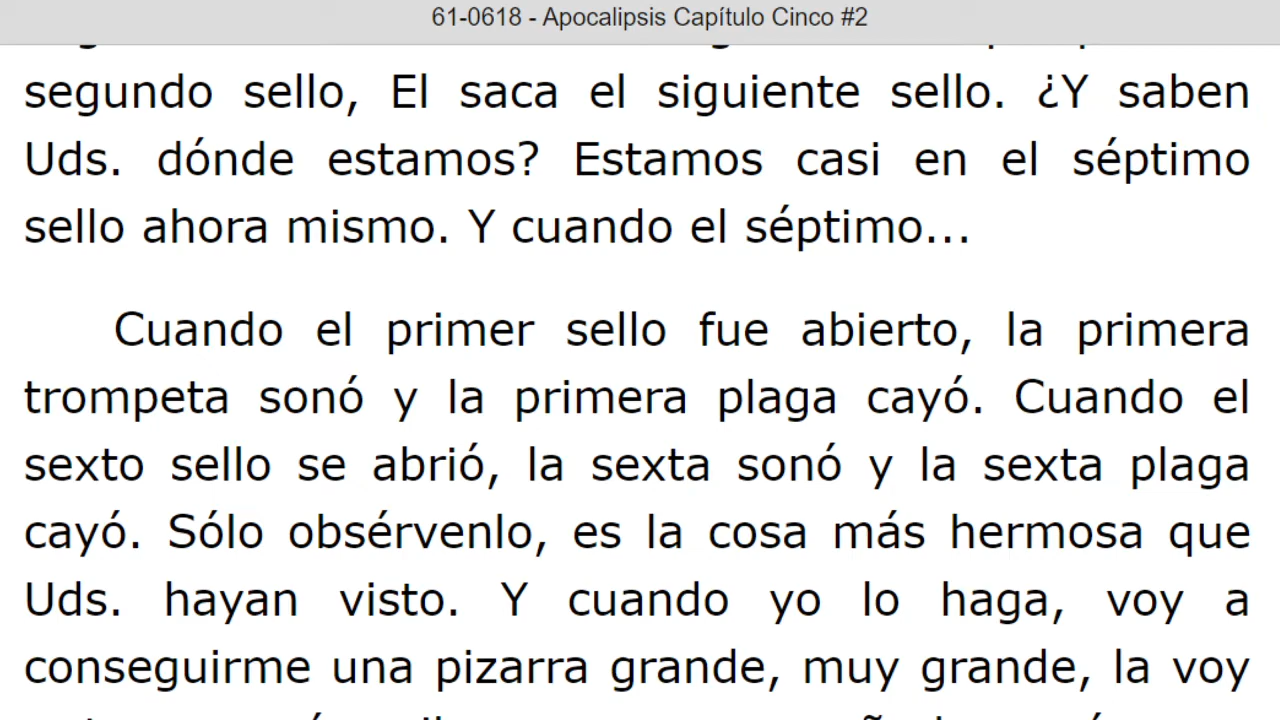 61-0618 - Apocalipsis Capítulo Cinco #2
segundo sello, El saca el siguiente sello. ¿Y saben
Uds. dónde estamos? Estamos casi en el séptimo
sello ahora mismo. Y cuando el séptimo...
Cuando el primer sello fue abierto, la primera
trompeta sonó y la primera plaga cayó. Cuando el
sexto sello se abrió, la sexta sonó y la sexta plaga
cayó. Sólo obsérvenlo, es la cosa más hermosa que
Uds. hayan visto. Y cuando yo lo haga, voy a
conseguirme una pizarra grande, muy grande, la voy